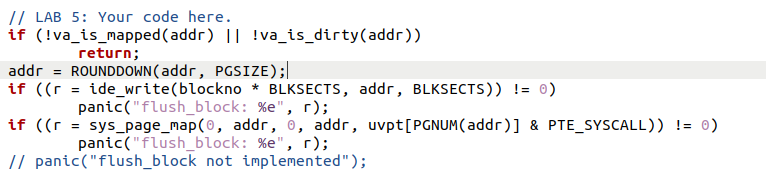 // LAB 5: Your code here.
if (!va_is_mapped(addr) || !va_is_dirty(addr))
        return;
addr = ROUNDDOWN(addr, PGSIZE);
if ((r = ide_write(blockno * BLKSECTS, addr, BLKSECTS)) != 0)
        panic("flush_block: %e", r);
if ((r = sys_page_map(0, addr, 0, addr, uvpt[PGNUM(addr)] & PTE_SYSCALL)) != 0)
        panic("flush_block: %e", r);
// panic("flush_block not implemented");